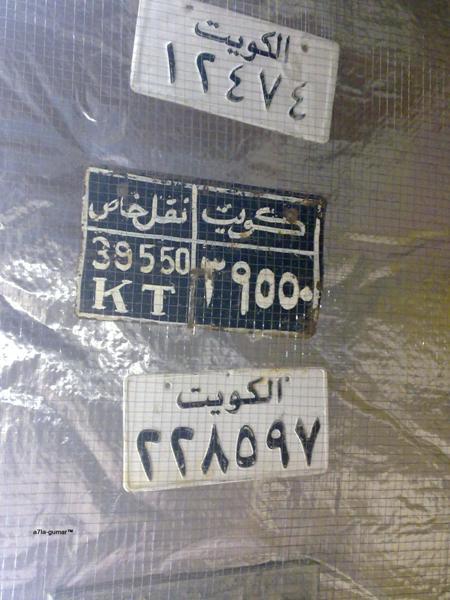 الكويت
١٢٤٧٤
كويت
نقل خاص
٣٩٥٥٠
39550
KT
الكويت
٢٢٨٥٩٧
a7la-gumar™